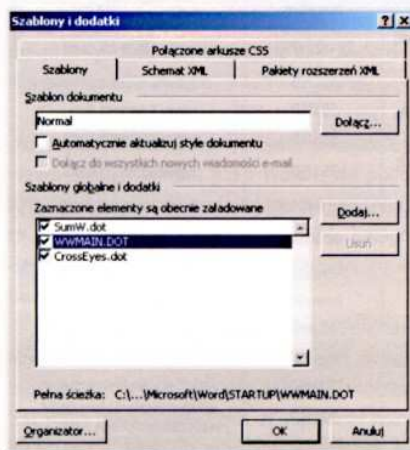 Szablony i dodatki
Połączone arkusze CSS
Szablony
Schemat XML
Pakiety rozszerzeń XML
Szablon dokumentu
Normal
Dołącz...
Automatycznie aktualizuj style dokumentu
Dołącz do wszystkich nowych wiadomości e-mail
Szablony globalne i dodatki
Zaznaczone elementy są obecnie załadowane
Dodaj...
SumW.dot
WWMAIN.DOT
Usuń
CrossEyes.dot
Pełna ścieżka: C:\...\Microsoft\Word\STARTUP\WWMAIN.DOT
Organizator...
OK
Anuluj